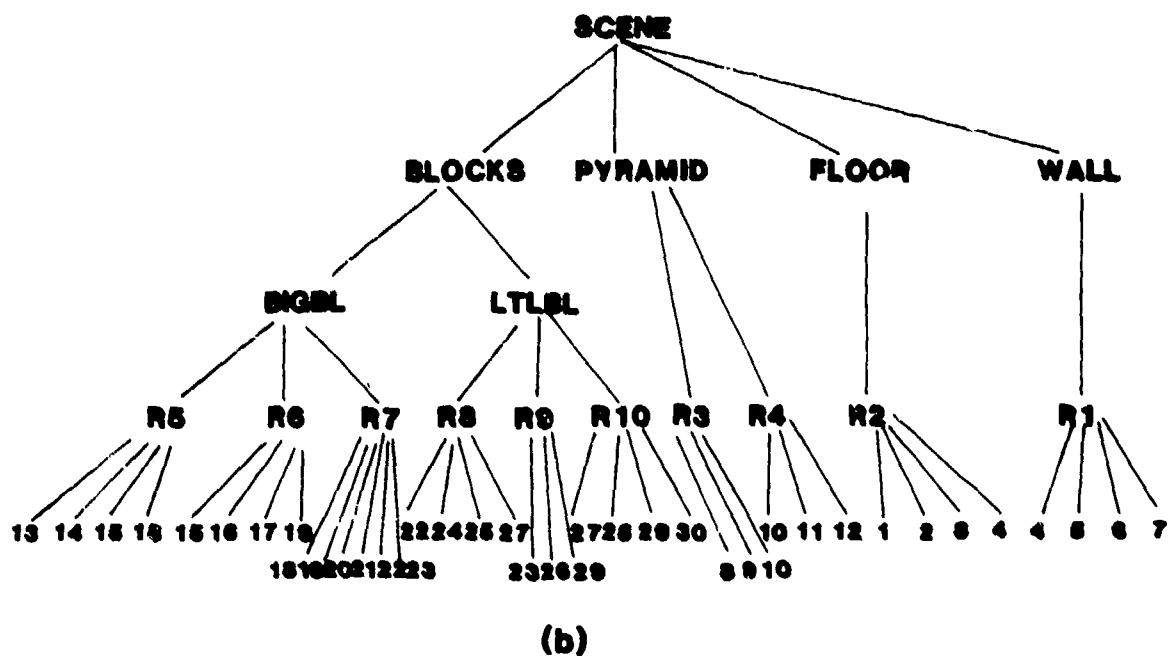 SCENE
BLOCKS PYRAMID FLOOR WALL
BIGBL LTLBL
R5 R6 R7 R8 R9 R10 R3 R4 R2 R1
13 14 15 16 15 16 17 19 22 24 25 27 27 28 29 30 10 11 12 1 2 3 4 4 5 6 7
18 19 20 21 22 23 23 26 29 8 9 10
(b)